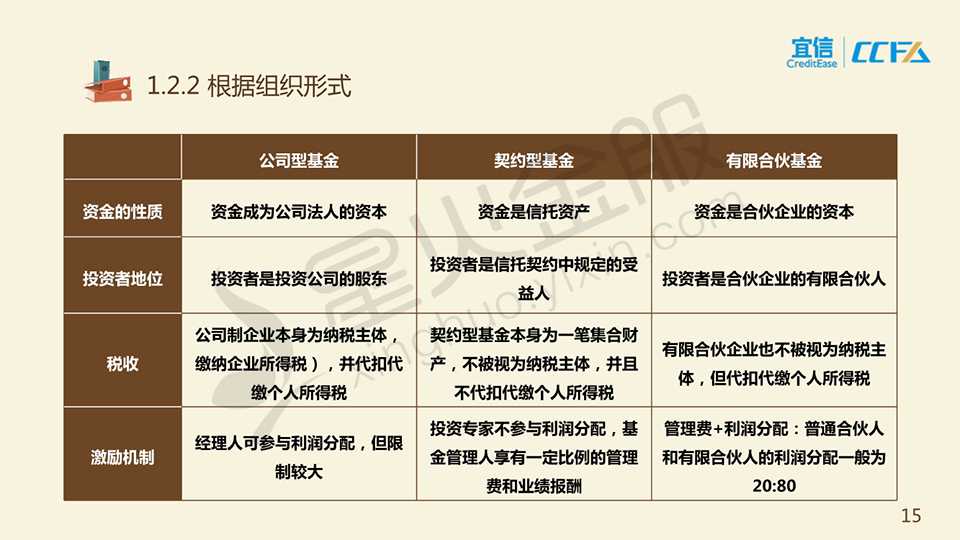 宜信
CreditEase
CCFA
1.2.2 根据组织形式
公司型基金
契约型基金
有限合伙基金
资金的性质
资金成为公司法人的资本
资金是信托资产
资金是合伙企业的资本
投资者地位
投资者是投资公司的股东
投资者是信托契约中规定的受
益人
投资者是合伙企业的有限合伙人
税收
公司制企业本身为纳税主体，
缴纳企业所得税），并代扣代
缴个人所得税
契约型基金本身为一笔集合财
产，不被视为纳税主体，并且
不代扣代缴个人所得税
有限合伙企业也不被视为纳税主
体，但代扣代缴个人所得税
激励机制
经理人可参与利润分配，但限
制较大
投资专家不参与利润分配，基
金管理人享有一定比例的管理
费和业绩报酬
管理费+利润分配：普通合伙人
和有限合伙人的利润分配一般为
20:80
星火金服
xinghuo.yixin.com
15